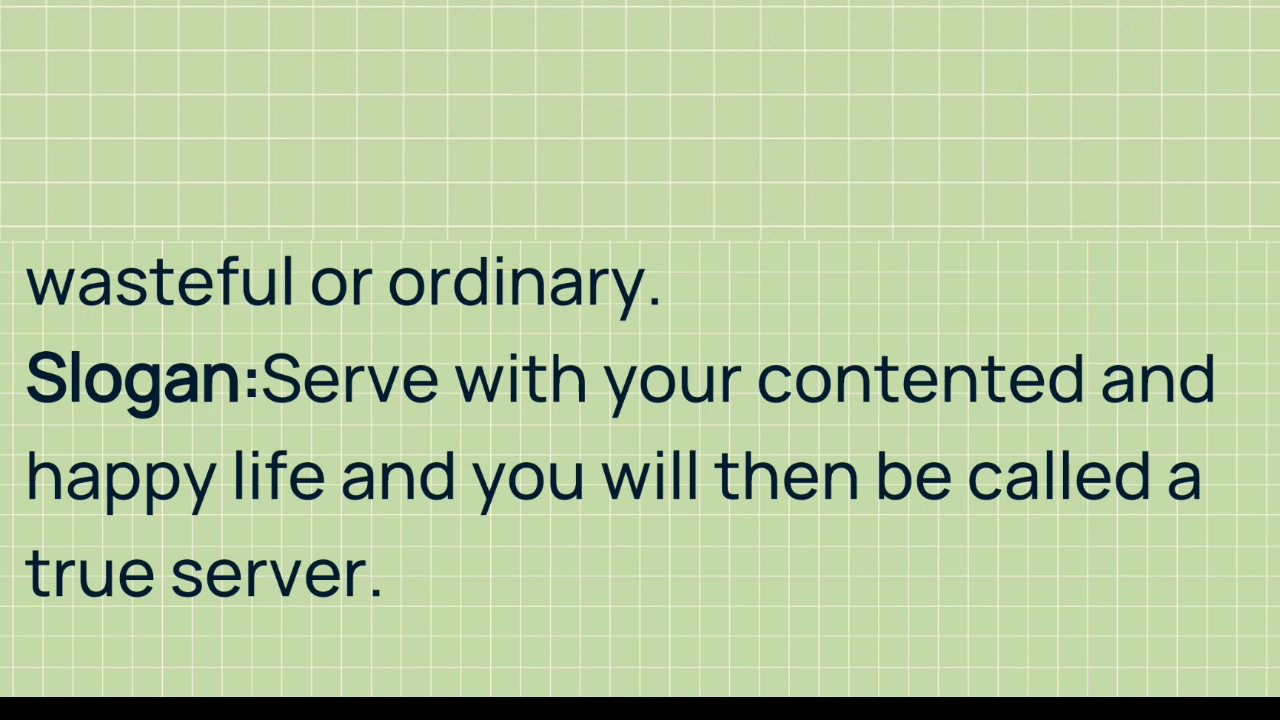 wasteful or ordinary.
Slogan:Serve with your contented and
happy life and you will then be called a
true server.